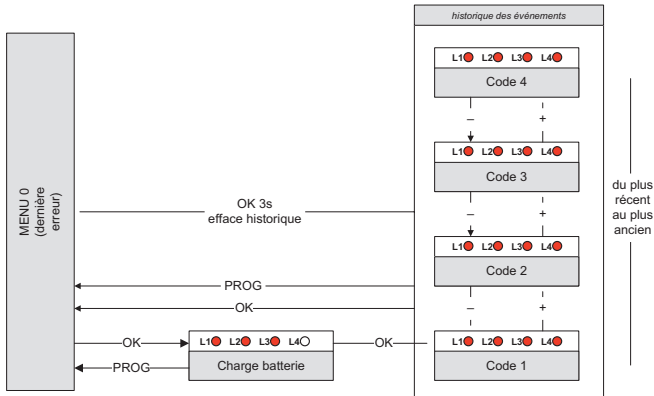 historique des événements
L1 L2 L3 L4
Code 4
– +
L1 L2 L3 L4
Code 3
– +
L1 L2 L3 L4
Code 2
– +
L1 L2 L3 L4
Code 1
du plus
récent
au plus
ancien
MENU 0
(dernière
erreur)
OK 3s
efface historique
PROG
OK
OK
L1 L2 L3 L4
Charge batterie
OK
PROG